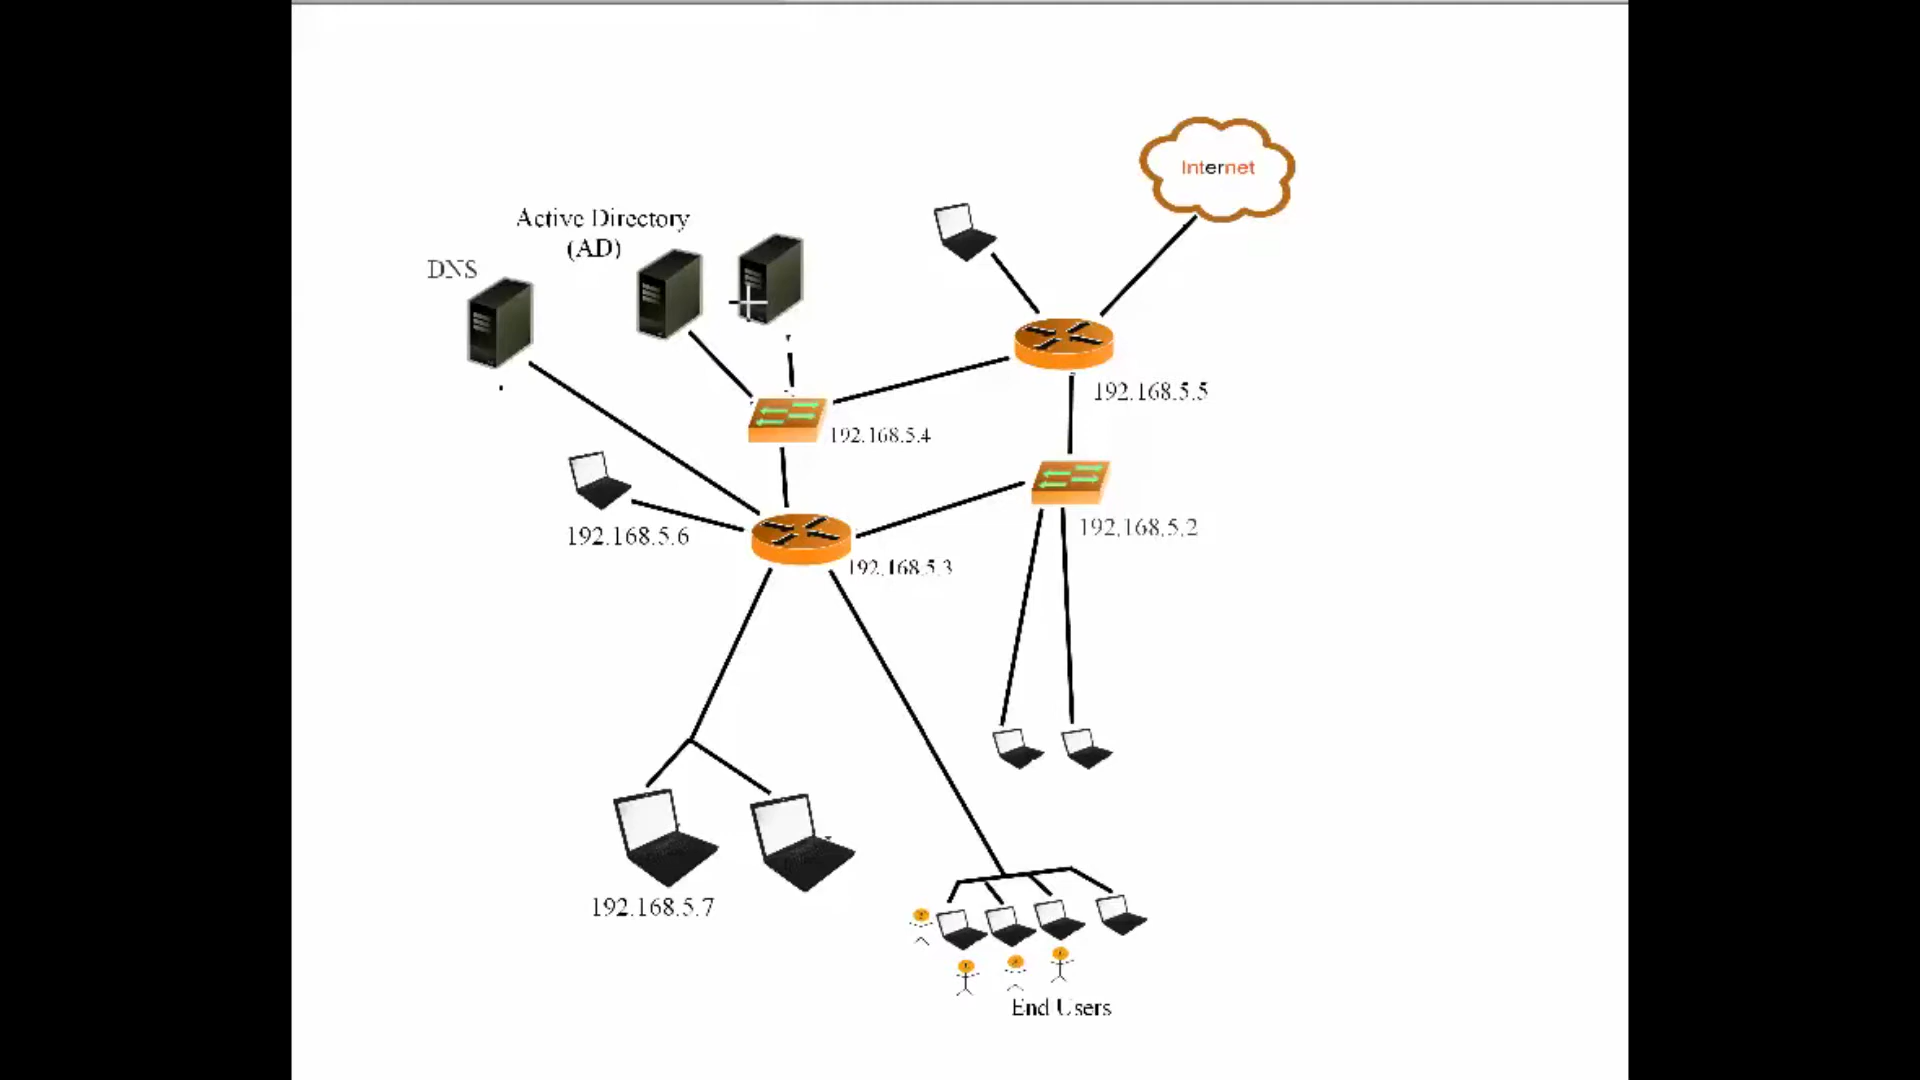 Internet
Active Directory
(AD)
DNS
192.168.5.5
192.168.5.4
192.168.5.2
192.168.5.6
192.168.5.3
192.168.5.7
End Users